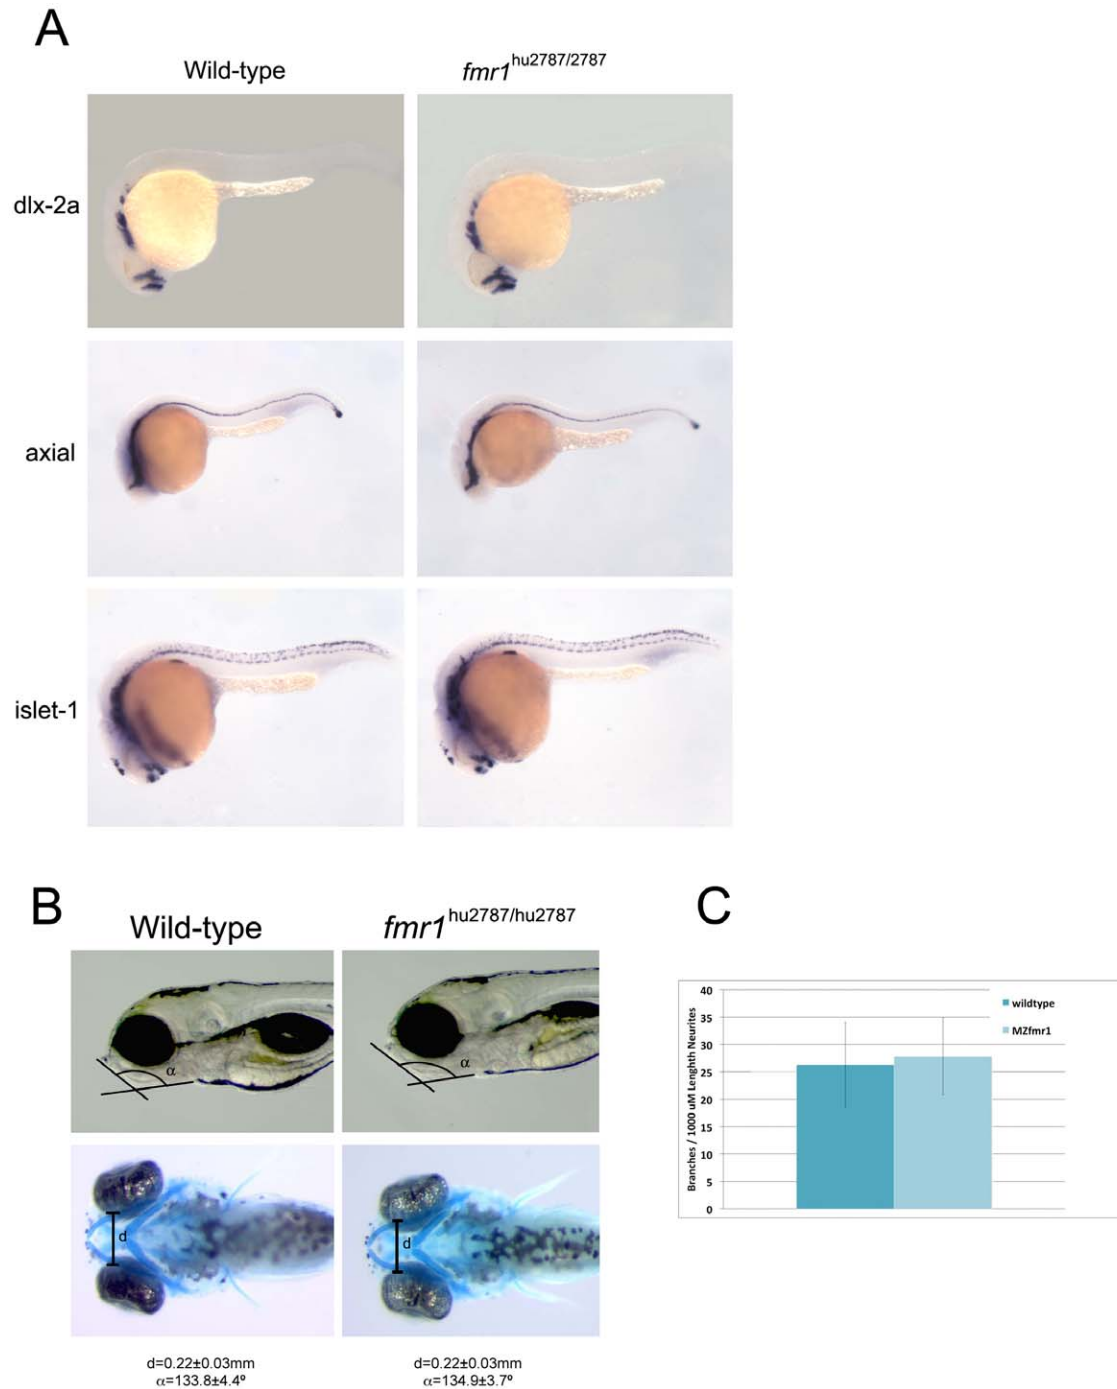 A
Wild-type
fmr1hu2787/2787
dlx-2a
axial
islet-1
B
Wild-type
fmr1hu2787/hu2787
α
α
d
d
d=0.22±0.03mm
α=133.8±4.4º
d=0.22±0.03mm
α=134.9±3.7º
C
Branches / 1000 uM Lenghth Neurites
40
35
30
25
20
15
10
5
0
wildtype
MZfmr1